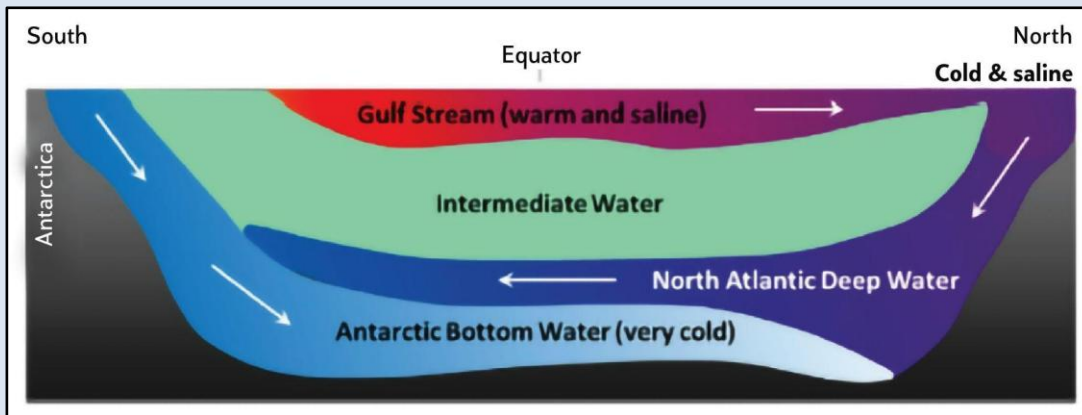 South
Equator
North
Cold & saline
Gulf Stream (warm and saline)
Antarctica
Intermediate Water
North Atlantic Deep Water
Antarctic Bottom Water (very cold)